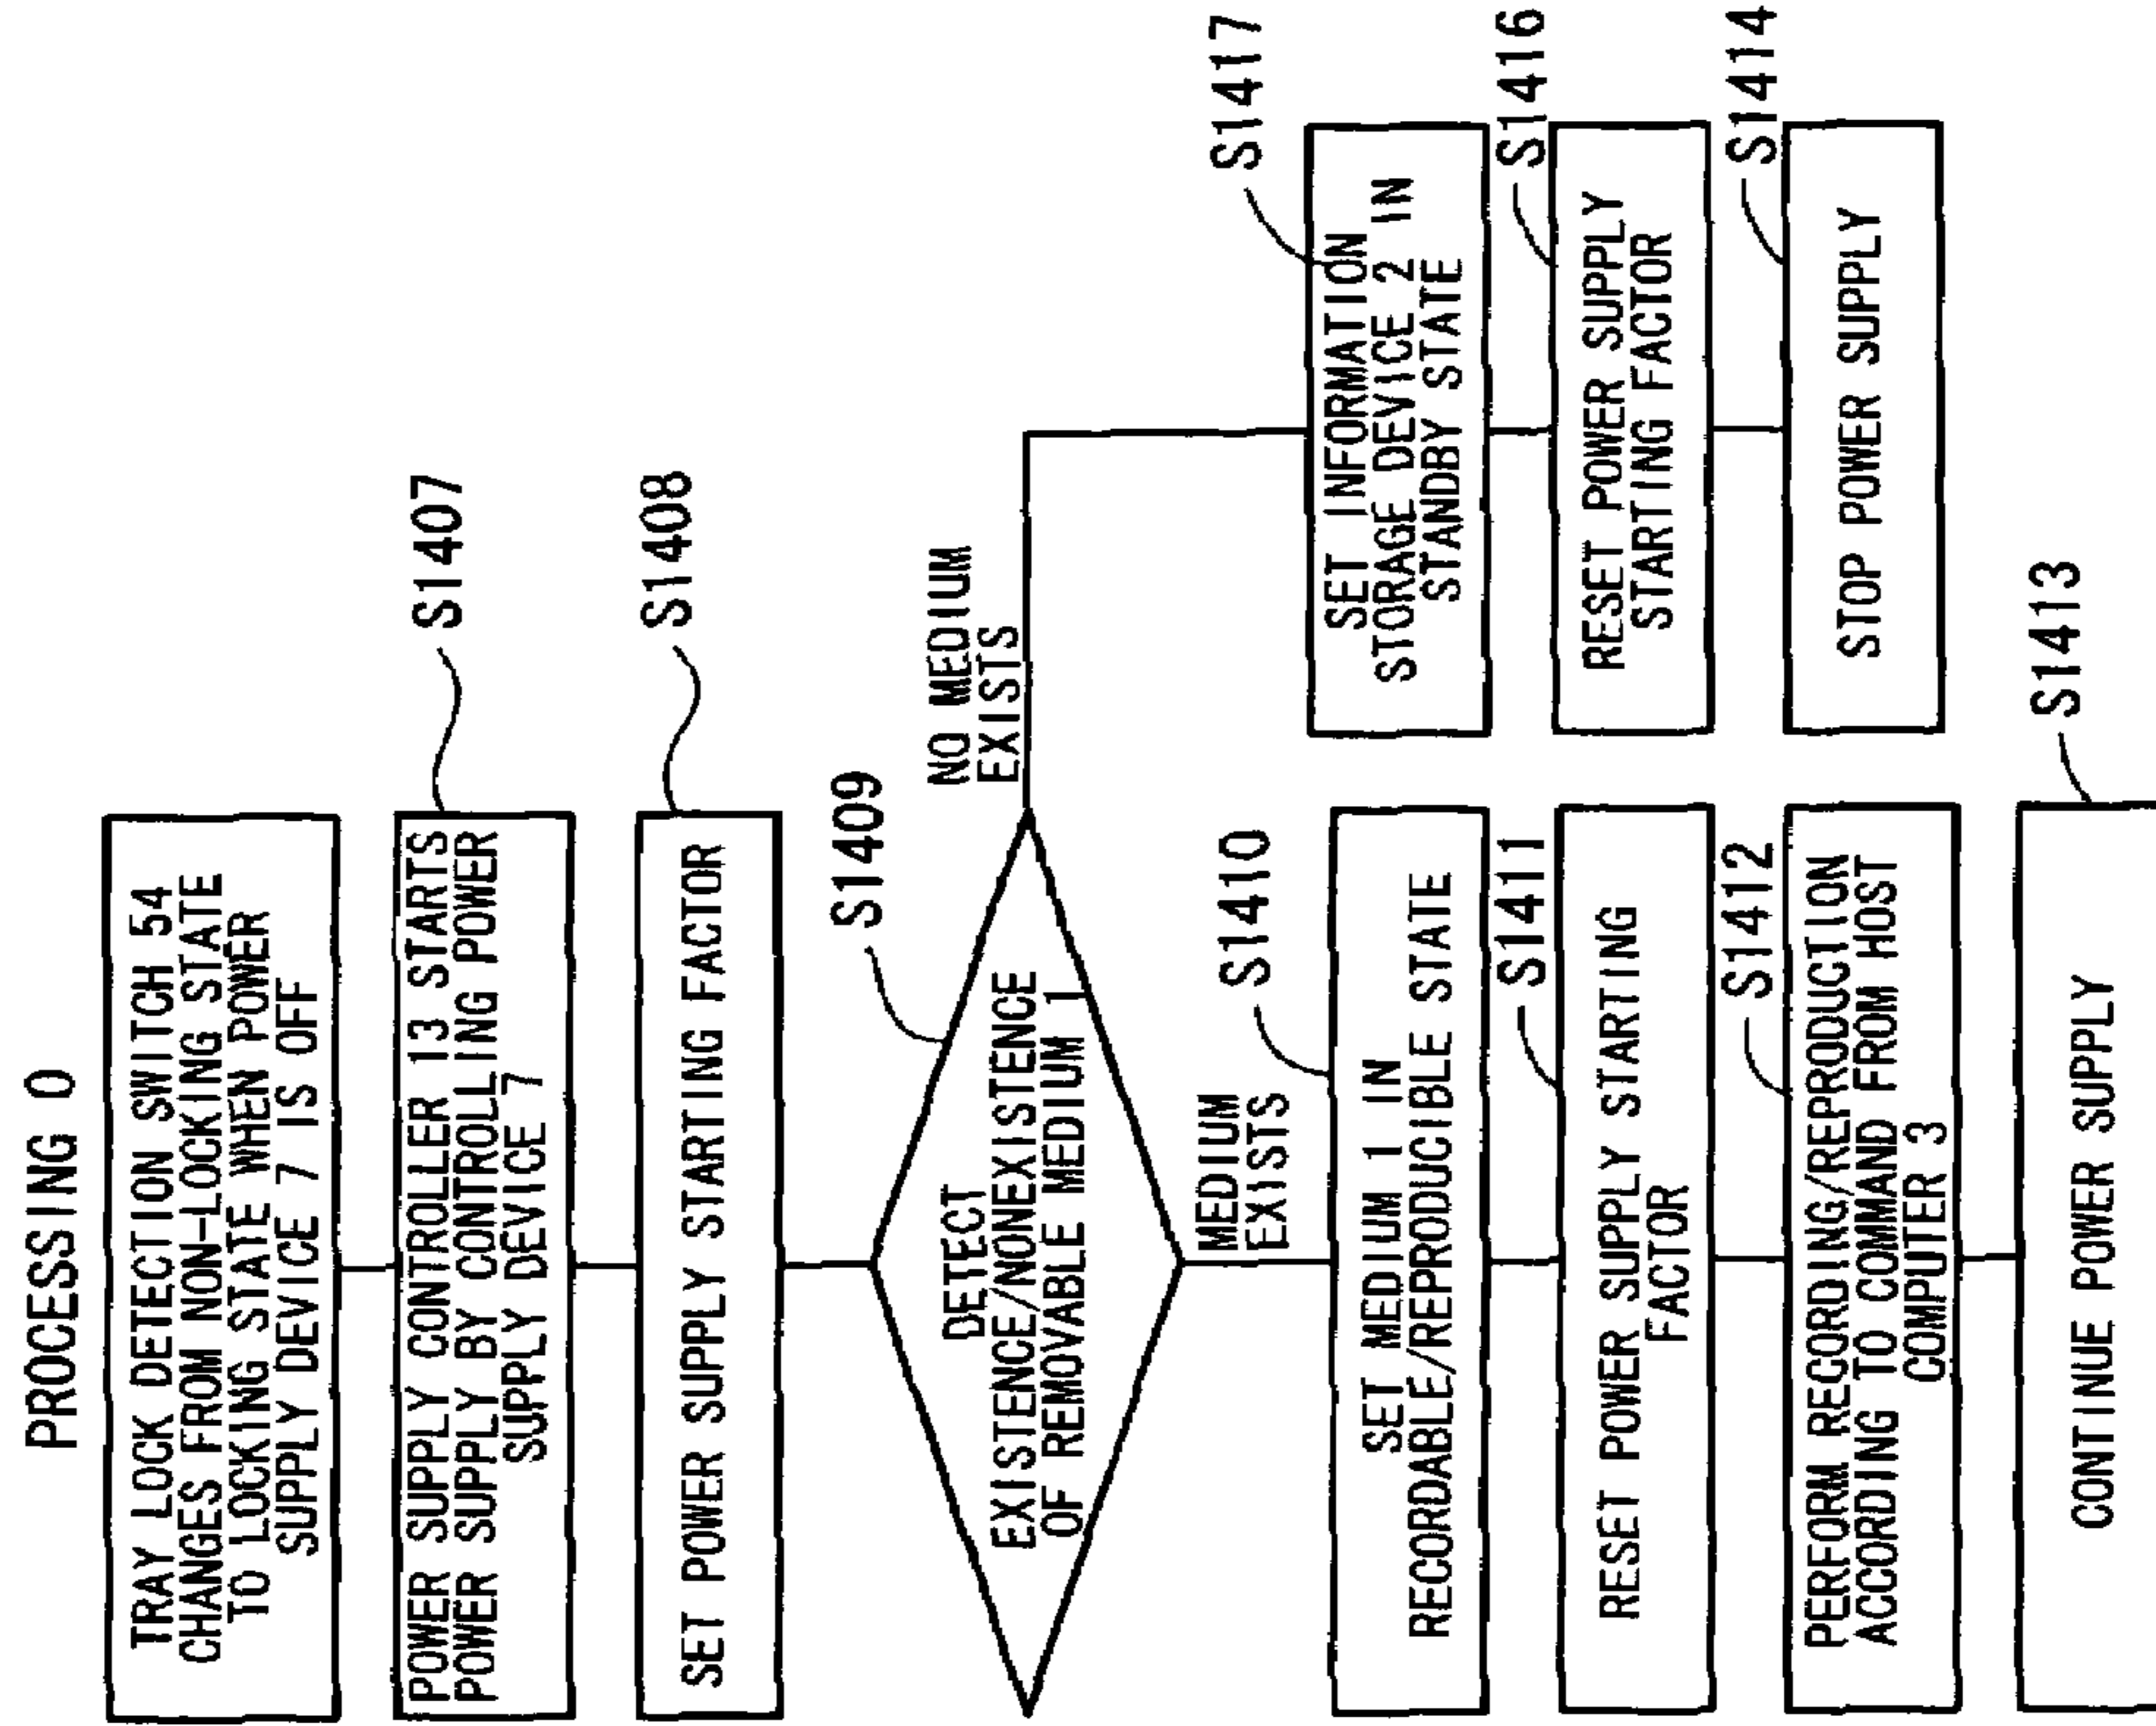 PROCESSING O
TRAY LOCK DETECTION SWITCH 54
CHANGES FROM NON-LOCKING STATE
TO LOCKING STATE WHEN POWER
SUPPLY DEVICE 7 IS OFF
S1407
POWER SUPPLY CONTROLLER 13 STARTS
POWER SUPPLY BY CONTROLLING POWER
SUPPLY DEVICE 7
S1408
SET POWER SUPPLY STARTING FACTOR
S1409
DETECT
EXISTENCE/NONEXISTENCE
OF REMOVABLE MEDIUM 1
NO MEDIUM
EXISTS
MEDIUM
EXISTS
S1410
SET MEDIUM 1 IN
RECORDABLE/REPRODUCIBLE STATE
S1411
RESET POWER SUPPLY STARTING
FACTOR
S1412
PERFORM RECORDING/REPRODUCTION
ACCORDING TO COMMAND FROM HOST
COMPUTER 3
S1413
CONTINUE POWER SUPPLY
S1417
SET INFORMATION
STORAGE DEVICE 2 IN
STANDBY STATE
S1416
RESET POWER SUPPLY
STARTING FACTOR
S1414
STOP POWER SUPPLY